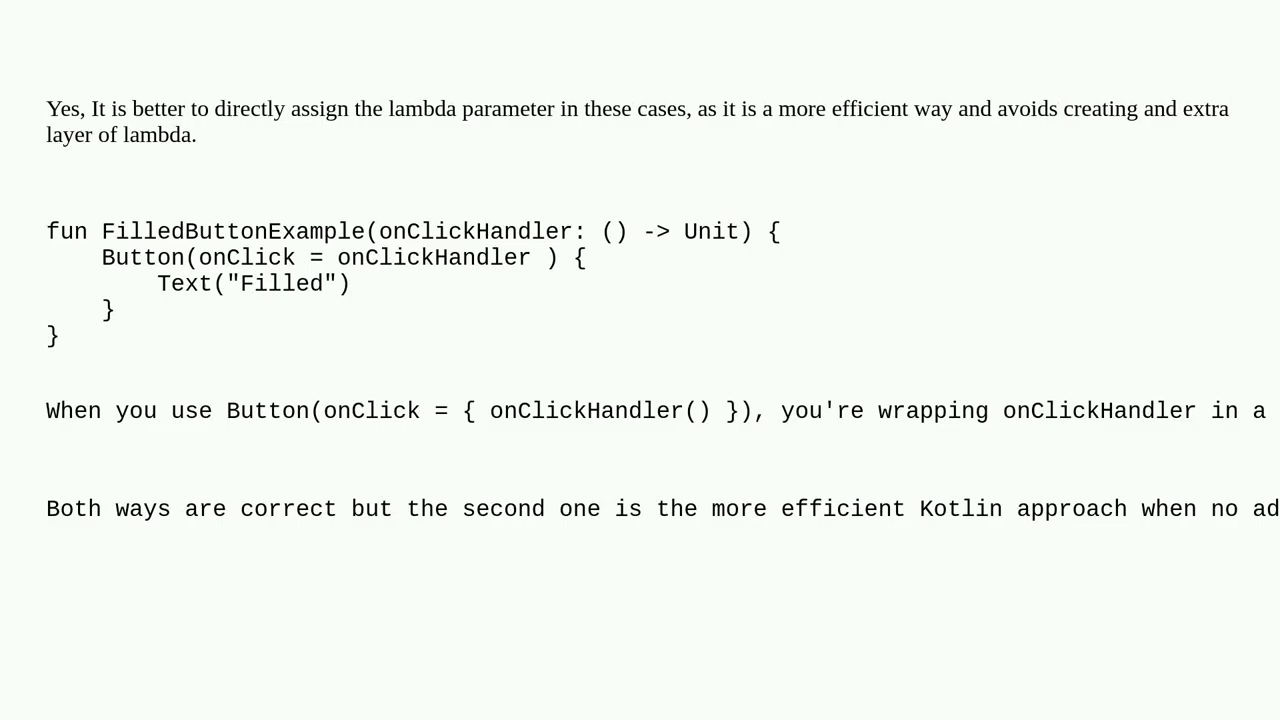 Yes, It is better to directly assign the lambda parameter in these cases, as it is a more efficient way and avoids creating and extra
layer of lambda.
fun FilledButtonExample(onClickHandler: () -> Unit) {
    Button(onClick = onClickHandler ) {
        Text("Filled")
    }
}
When you use Button(onClick = { onClickHandler() }), you're wrapping onClickHandler in a
Both ways are correct but the second one is the more efficient Kotlin approach when no ad